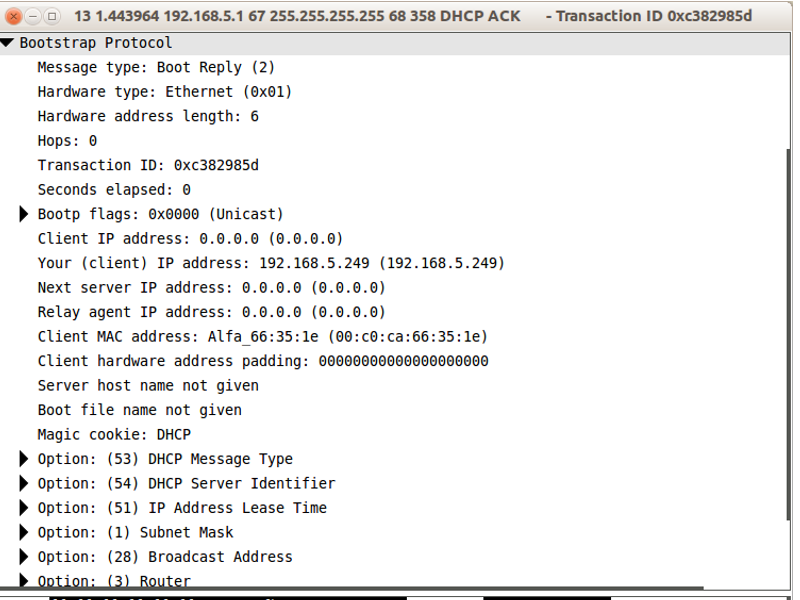 13 1.443964 192.168.5.1 67 255.255.255.255 68 358 DHCP ACK - Transaction ID 0xc382985d
Bootstrap Protocol
Message type: Boot Reply (2)
Hardware type: Ethernet (0x01)
Hardware address length: 6
Hops: 0
Transaction ID: 0xc382985d
Seconds elapsed: 0
Bootp flags: 0x0000 (Unicast)
Client IP address: 0.0.0.0 (0.0.0.0)
Your (client) IP address: 192.168.5.249 (192.168.5.249)
Next server IP address: 0.0.0.0 (0.0.0.0)
Relay agent IP address: 0.0.0.0 (0.0.0.0)
Client MAC address: Alfa_66:35:1e (00:c0:ca:66:35:1e)
Client hardware address padding: 00000000000000000000
Server host name not given
Boot file name not given
Magic cookie: DHCP
Option: (53) DHCP Message Type
Option: (54) DHCP Server Identifier
Option: (51) IP Address Lease Time
Option: (1) Subnet Mask
Option: (28) Broadcast Address
Option: (3) Router